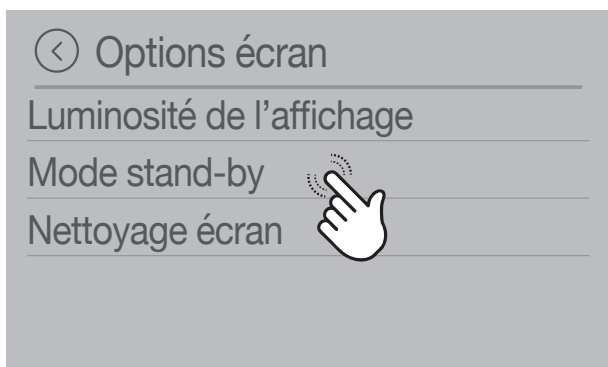 Options écran
Luminosité de l’affichage
Mode stand-by
Nettoyage écran